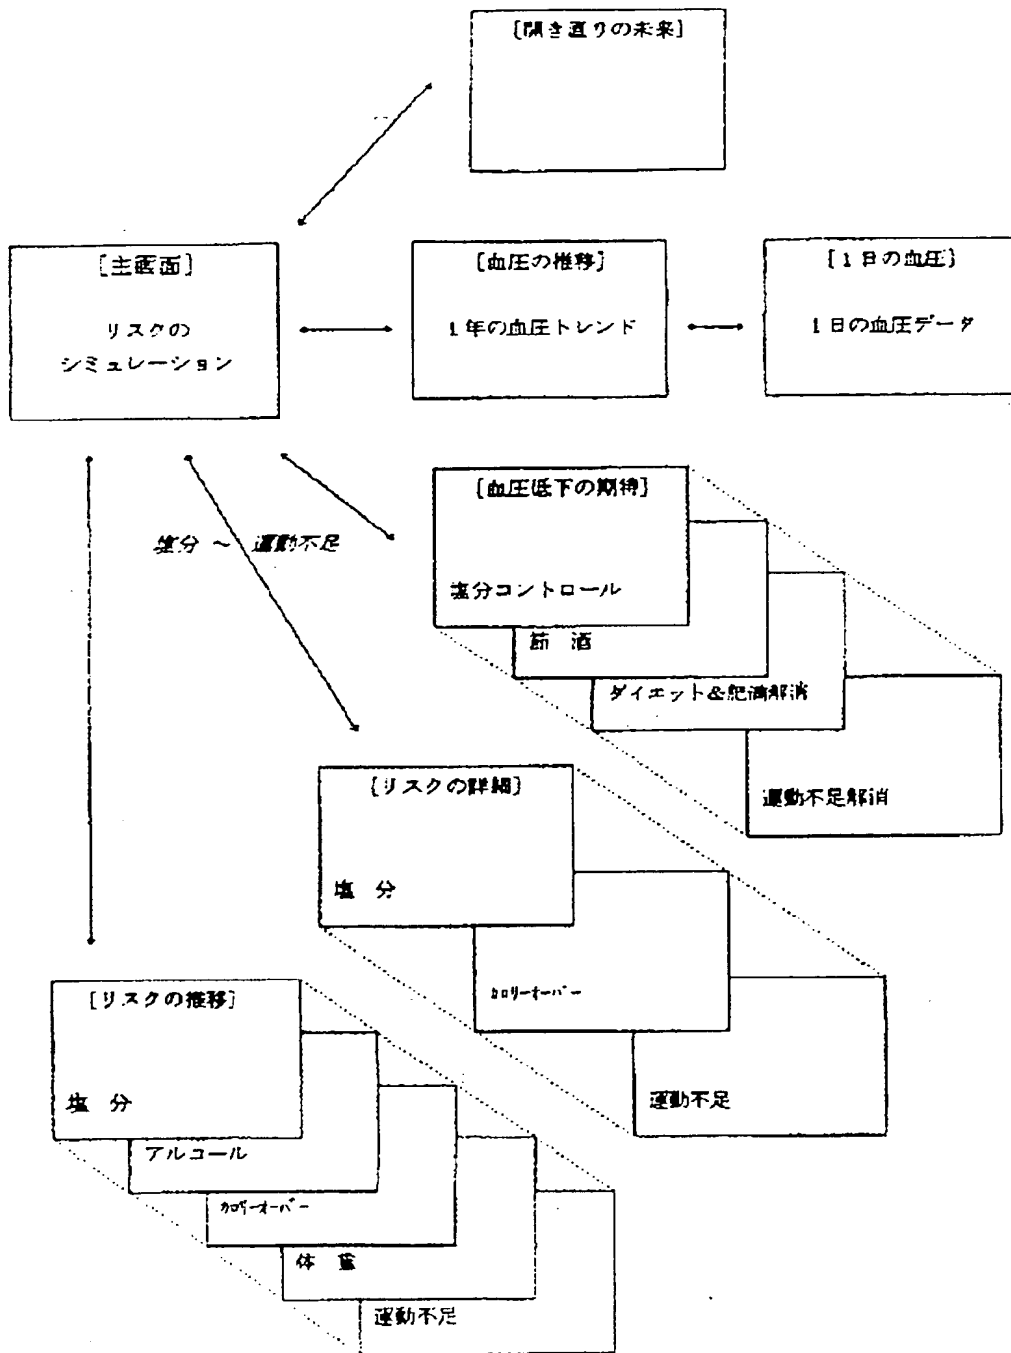 [開き直りの未来]
[主画面]
リスクの
シミュレーション
[血圧の推移]
1年の血圧トレンド
[1日の血圧]
1日の血圧データ
塩分 ～ 運動不足
[血圧低下の期待]
塩分コントロール
節 酒
ダイエット&肥満解消
運動不足解消
[リスクの詳細]
塩 分
カロリーオーバー
運動不足
[リスクの推移]
塩 分
アルコール
カロリーオーバー
体 重
運動不足